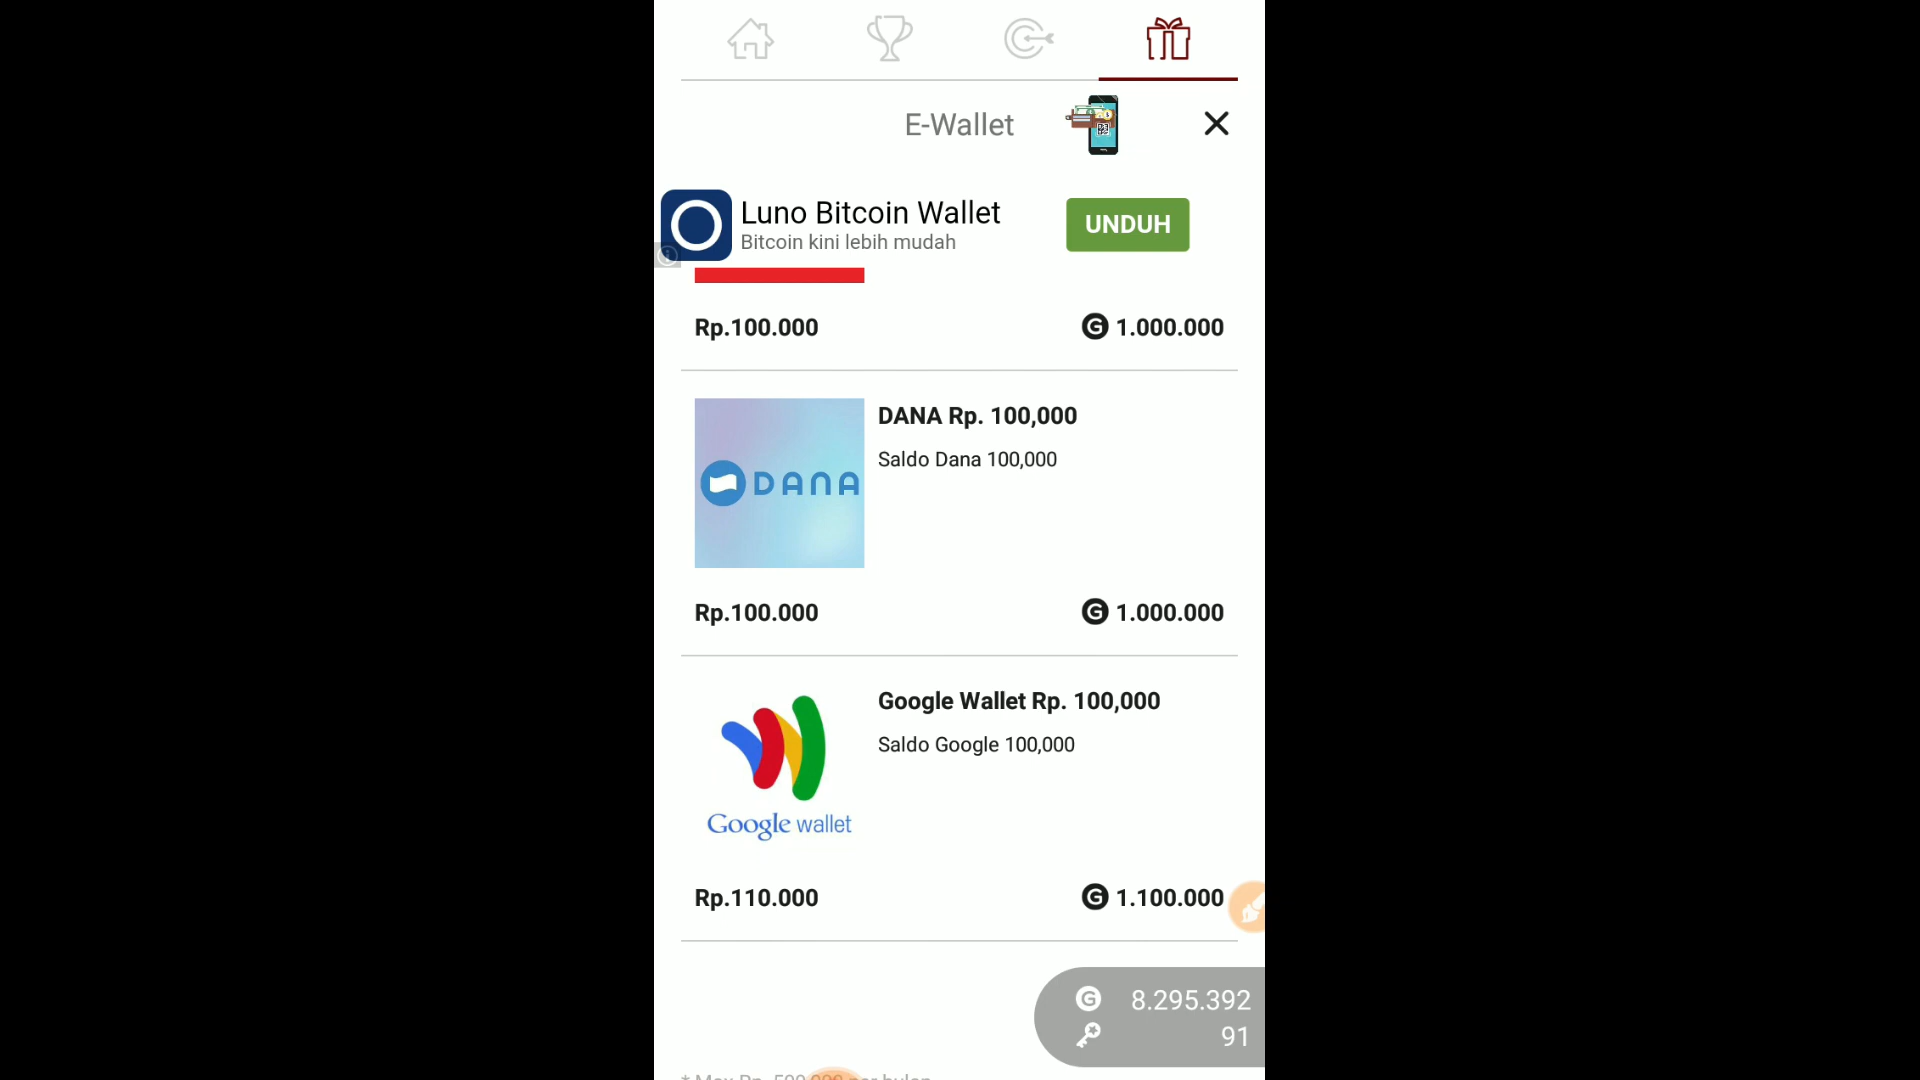 E-Wallet
Luno Bitcoin Wallet
Bitcoin kini lebih mudah
UNDUH
Rp.100.000
G 1.000.000
DANA Rp. 100,000
Saldo Dana 100,000
DANA
Rp.100.000
G 1.000.000
Google Wallet Rp. 100,000
Saldo Google 100,000
Google wallet
Rp.110.000
G 1.100.000
G 8.295.392
91